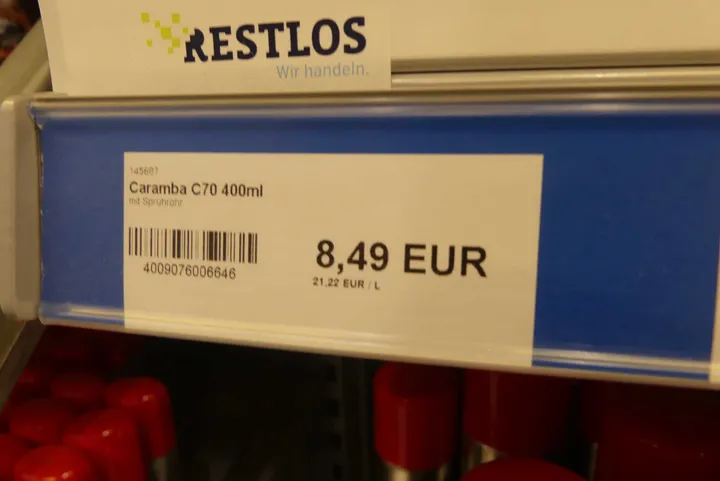 RESTLOS
Wir handeln.
145687
Caramba C70 400ml
mit Sprührohr
4009076006646
8,49 EUR
21,22 EUR / L